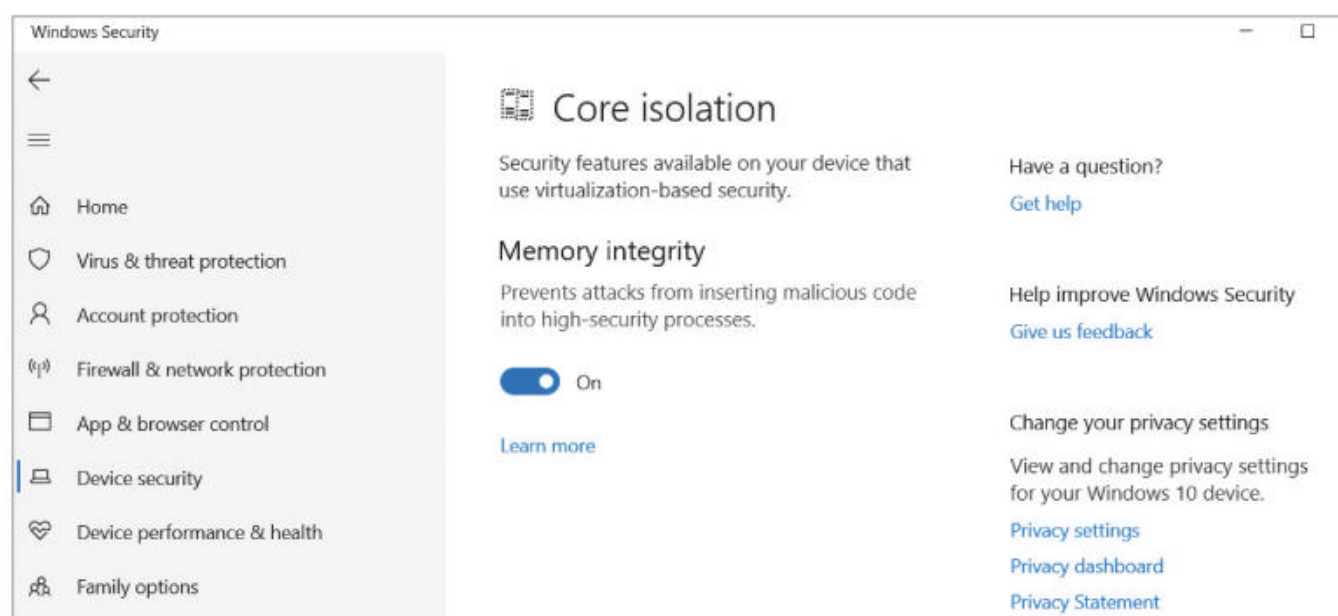 Windows Security
Home
Virus & threat protection
Account protection
Firewall & network protection
App & browser control
Device security
Device performance & health
Family options
Core isolation
Security features available on your device that
use virtualization-based security.
Memory integrity
Prevents attacks from inserting malicious code
into high-security processes.
On
Learn more
Have a question?
Get help
Help improve Windows Security
Give us feedback
Change your privacy settings
View and change privacy settings
for your Windows 10 device.
Privacy settings
Privacy dashboard
Privacy Statement